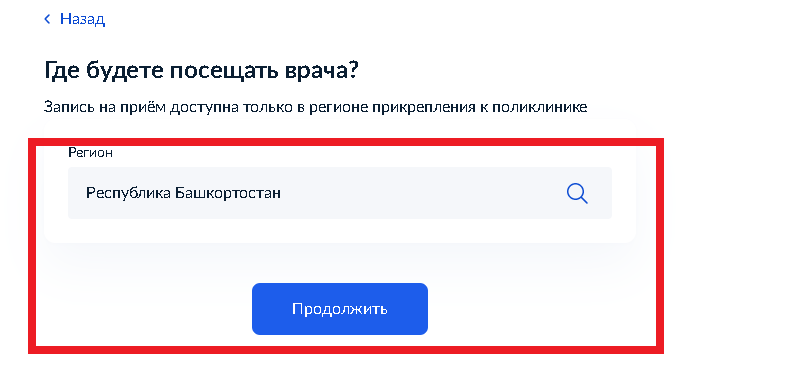 Назад
Где будете посещать врача?
Запись на приём доступна только в регионе прикрепления к поликлинике
Регион
Республика Башкортостан
Продолжить